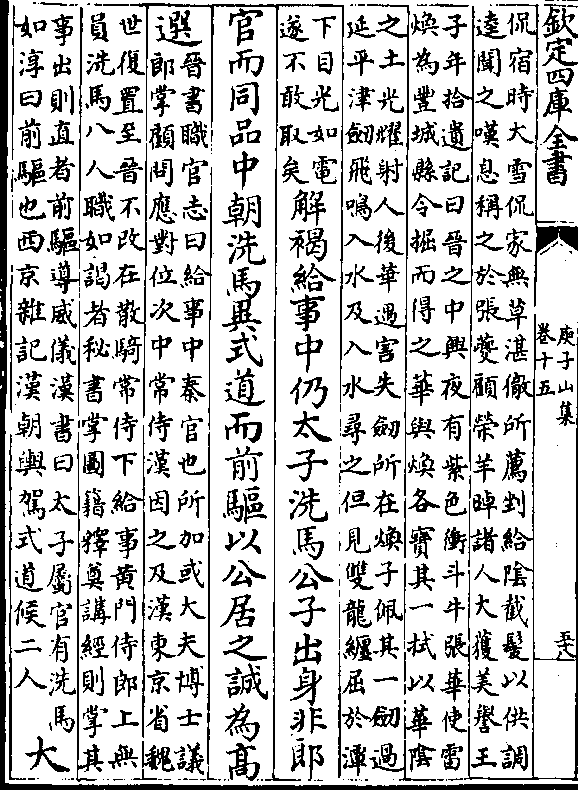 欽定四庫全書
庾子山集
卷十五
侃宿時大雪侃家無草湛徹所薦剉給陰截髮以供調
逵聞之嘆息稱之於張夔顧榮羊晫諸人大獲美譽王
子年拾遺記曰晉之中興夜有紫色衝斗牛張華使雷
煥為豐城縣令掘而得之華與煥各寶其一拭以華陰
之土光耀射人後華遇害失劒所在煥子佩其一劒過
延平津劒飛鳴入水及入水尋之但見雙龍纏屈於潭
下目光如電
遂不敢取矣
解褐給事中仍太子洗馬公子出身非郎
官而同品中朝洗馬異式道而前驅以公居之誠為高
選
晉書職官志曰給事中秦官也所加或大夫博士議
郎掌顧問應對位次中常侍漢因之及漢東京省魏
世復置至晉不改在散騎常侍下給事黃門侍郎上無
員洗馬八人職如謁者秘書掌圖籍釋奠講經則掌其
事出則直者前驅導威儀漢書曰太子屬官有洗馬
如淳曰前驅也西京雜記漢朝輿駕式道候二人
大